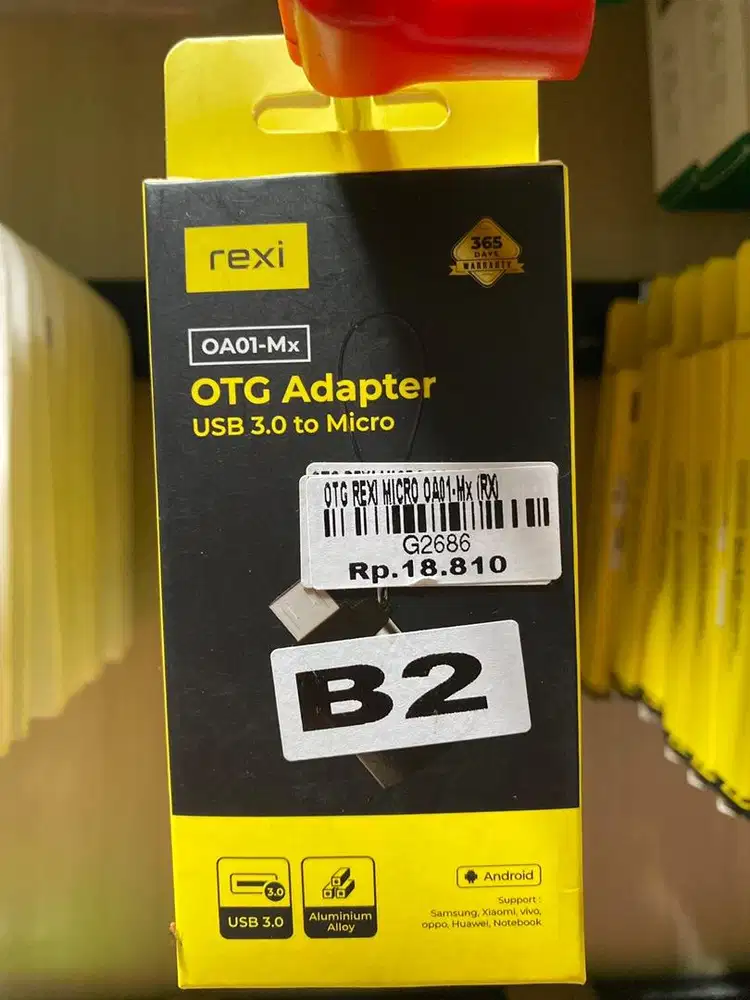 rexi
365
DAYS
WARRANTY
OA01-Mx
OTG Adapter
USB 3.0 to Micro
OTG REXI MICRO OA01-Mx (RX)
G2686
Rp.18.810
B2
3.0
USB 3.0
Aluminium
Alloy
Android
Support :
Samsung, Xiaomi, vivo,
oppo, Huawei, Notebook